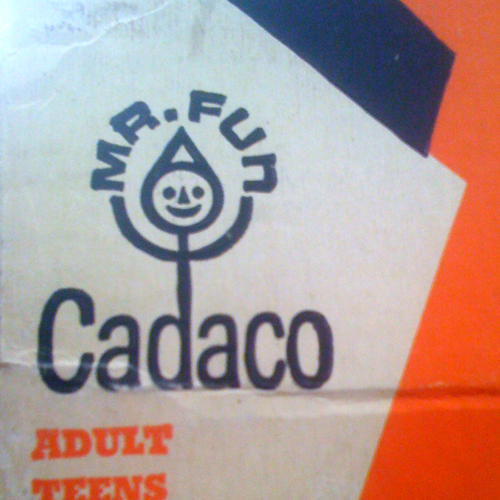 MR. FUN
Cadaco
ADULT
TEENS